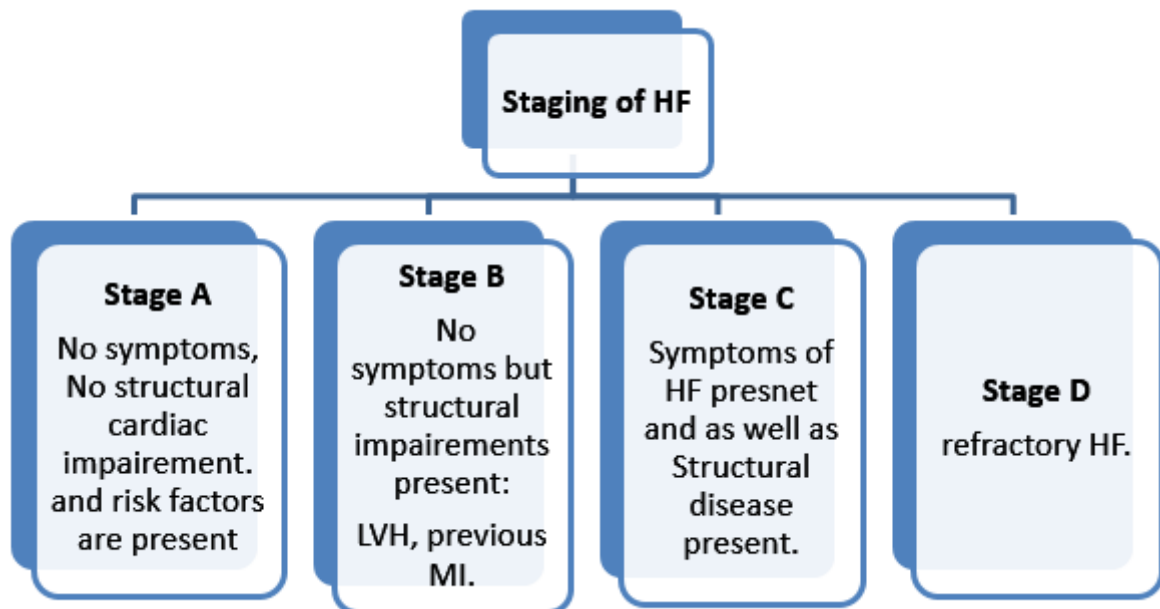 Staging of HF
Stage A
No symptoms,
No structural
cardiac
impairement.
and risk factors
are present
Stage B
No
symptoms but
structural
impairements
present:
LVH, previous
MI.
Stage C
Symptoms of
HF presnet
and as well as
Structural
disease
present.
Stage D
refractory HF.